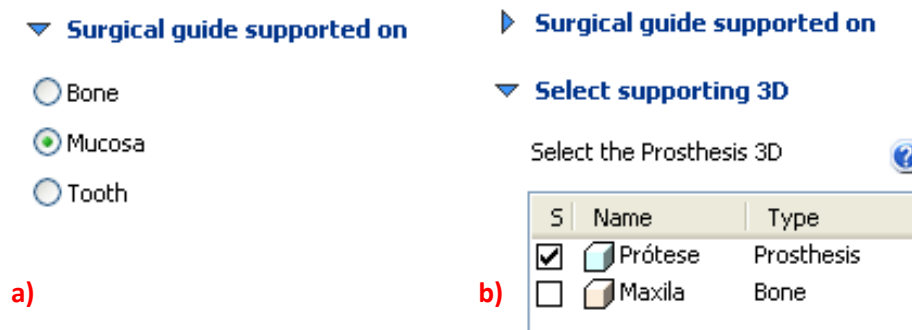 Surgical guide supported on
Bone
Mucosa
Tooth
a)
Surgical guide supported on
Select supporting 3D
Select the Prosthesis 3D
?
S Name Type
Prótese Prosthesis
Maxila Bone
b)